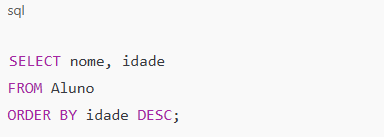 sql
SELECT nome, idade
FROM Aluno
ORDER BY idade DESC;